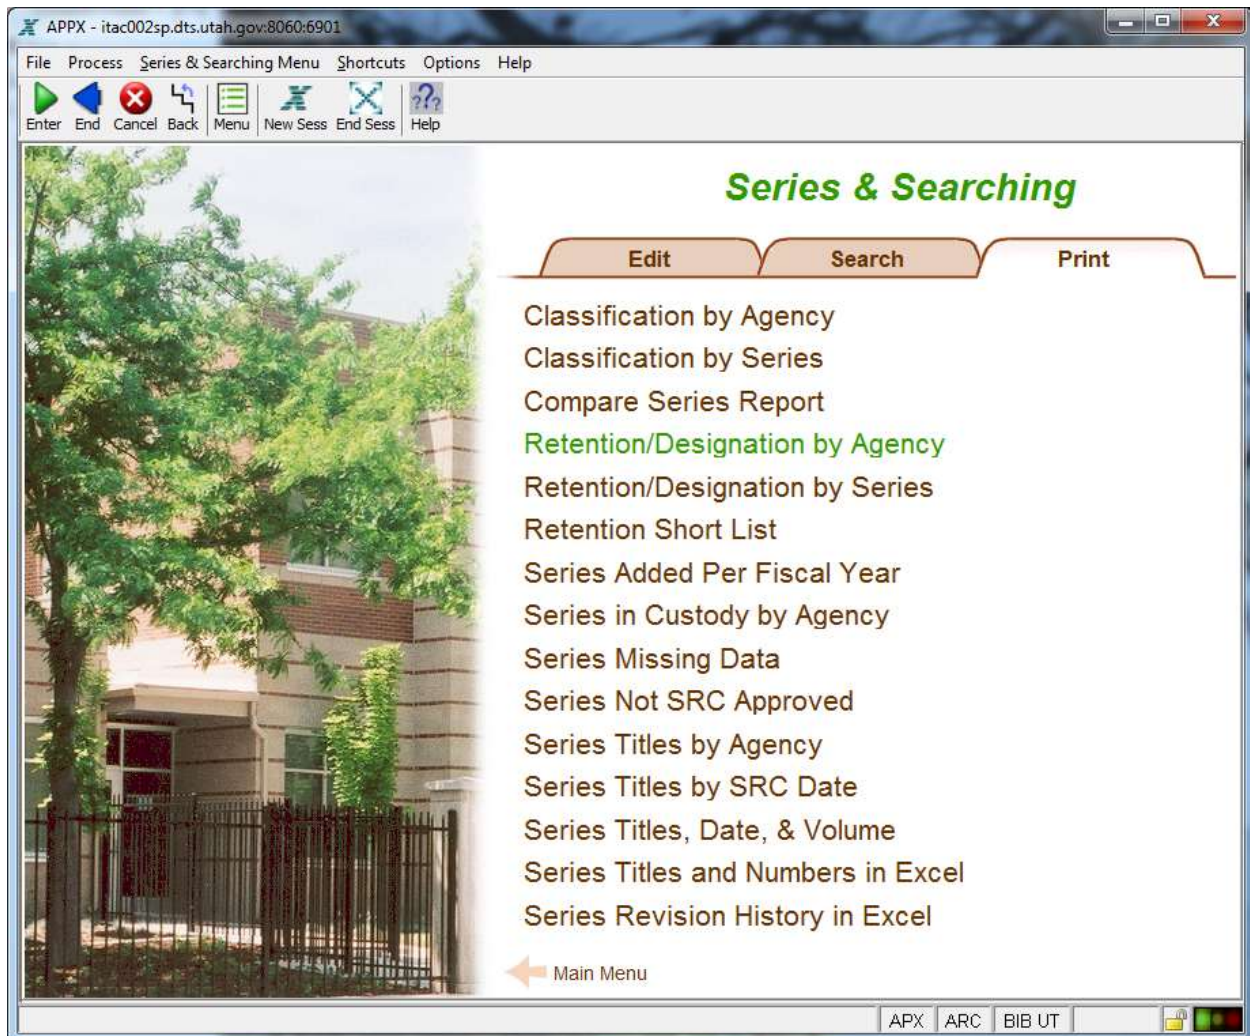 APPX - itac002sp.dts.utah.gov:8060:6901
File Process Series & Searching Menu Shortcuts Options Help
Enter End Cancel Back Menu New Sess End Sess Help
Series & Searching
Edit Search Print
Classification by Agency
Classification by Series
Compare Series Report
Retention/Designation by Agency
Retention/Designation by Series
Retention Short List
Series Added Per Fiscal Year
Series in Custody by Agency
Series Missing Data
Series Not SRC Approved
Series Titles by Agency
Series Titles by SRC Date
Series Titles, Date, & Volume
Series Titles and Numbers in Excel
Series Revision History in Excel
Main Menu
APX ARC BIB UT